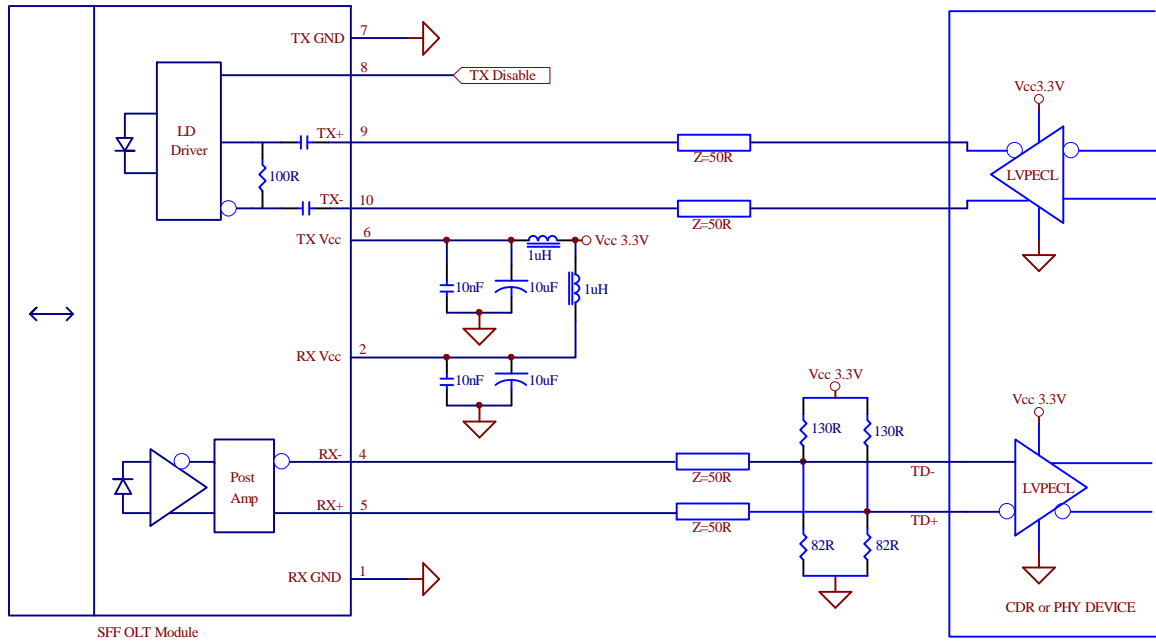 TX GND 7
8 TX Disable
Vcc3.3V
LD
Driver
TX+ 9
100R
Z=50R
LVPECL
TX- 10
Z=50R
TX Vcc 6
Vcc 3.3V
1uH
10nF
10uF
1uH
RX Vcc 2
10nF
10uF
Vcc 3.3V
Vcc 3.3V
130R
130R
Post
Amp
RX- 4
Z=50R
TD-
LVPECL
RX+ 5
Z=50R
TD+
82R
82R
RX GND 1
CDR or PHY DEVICE
SFF OLT Module